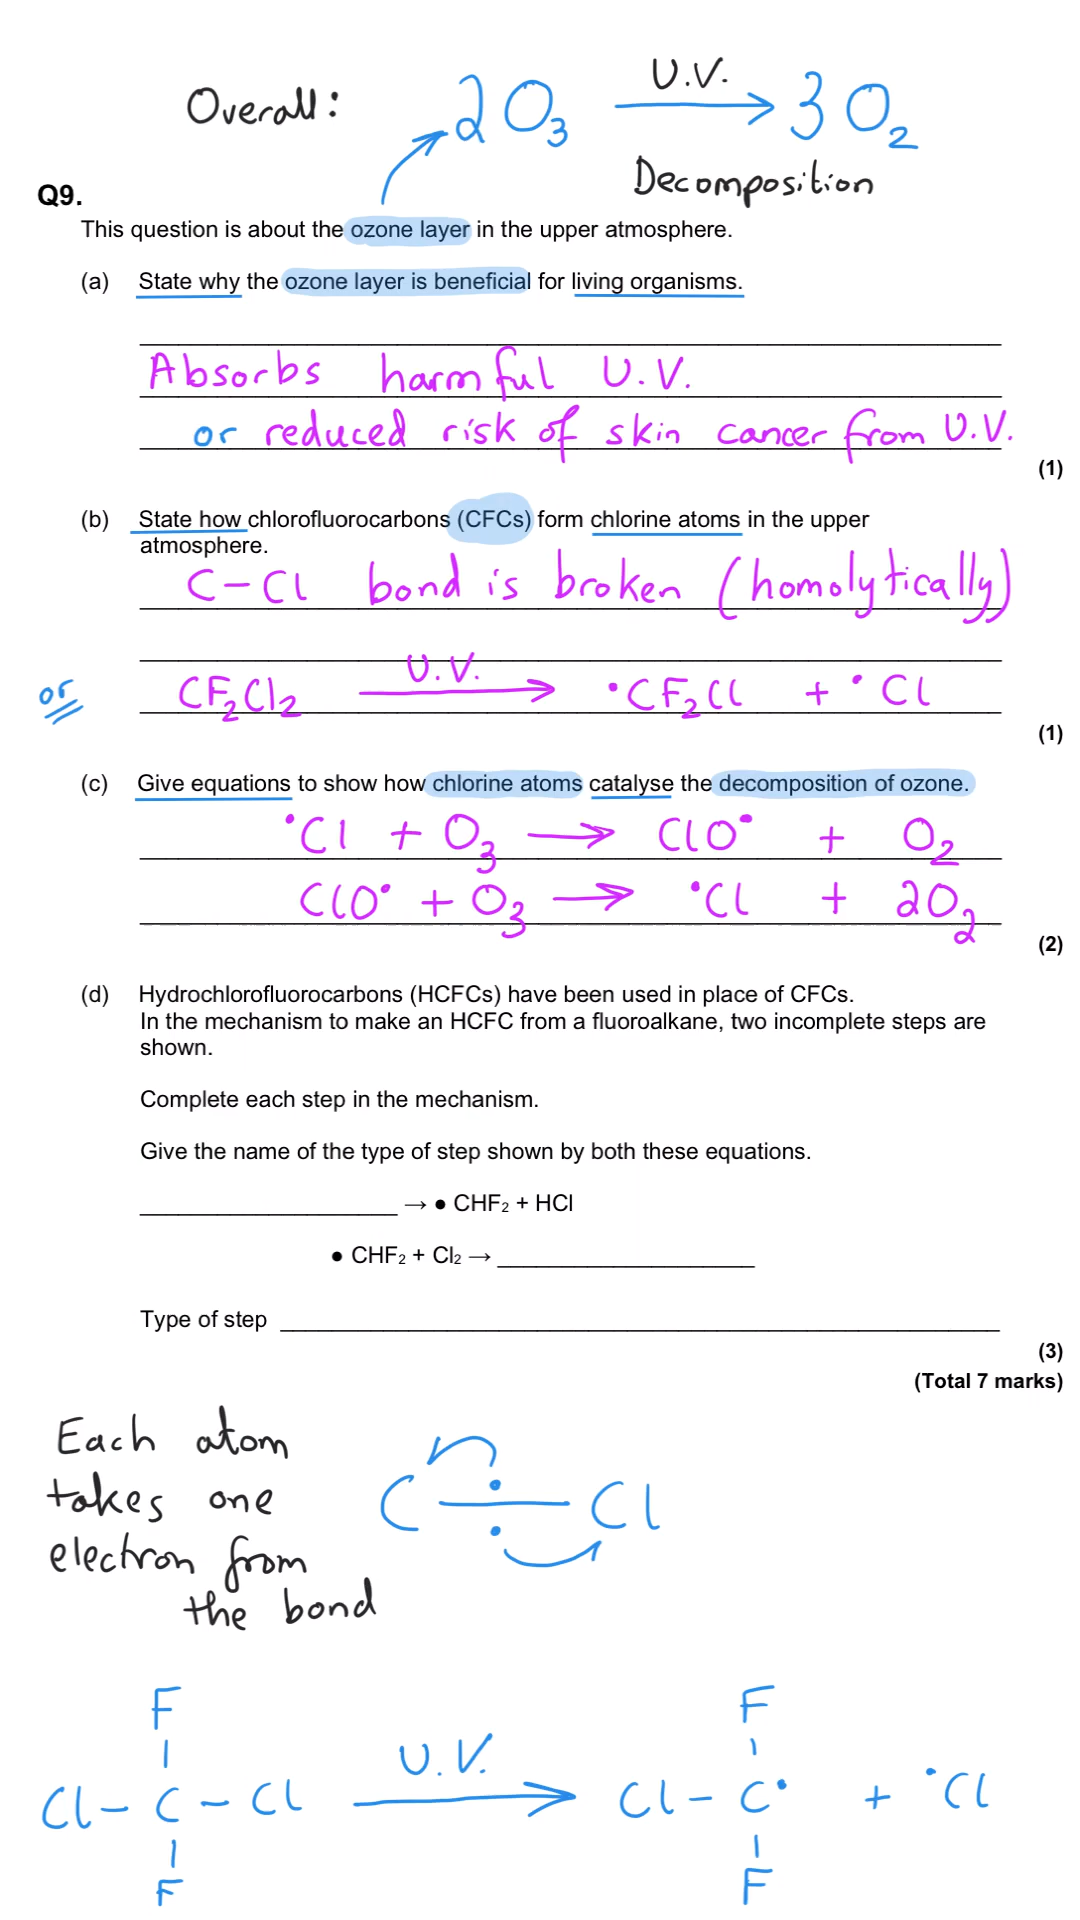 Overall: 2O₃ U.V. → 3O₂
Decomposition
Q9.
This question is about the ozone layer in the upper atmosphere.
(a) State why the ozone layer is beneficial for living organisms.
Absorbs harmful U.V.
or reduced risk of skin cancer from U.V.
(1)
(b) State how chlorofluorocarbons (CFCs) form chlorine atoms in the upper
atmosphere.
C–Cl bond is broken (homolytically)
or CF₂Cl₂ U.V. → •CF₂Cl + •Cl
(1)
(c) Give equations to show how chlorine atoms catalyse the decomposition of ozone.
•Cl + O₃ → ClO• + O₂
ClO• + O₃ → •Cl + 2O₂
(2)
(d) Hydrochlorofluorocarbons (HCFCs) have been used in place of CFCs.
In the mechanism to make an HCFC from a fluoroalkane, two incomplete steps are
shown.
Complete each step in the mechanism.
Give the name of the type of step shown by both these equations.
____________________ → ● CHF₂ + HCl
● CHF₂ + Cl₂ → ____________________
Type of step ____________________
(3)
(Total 7 marks)
Each atom
takes one
electron from
the bond
C – Cl
F F
Cl – C – Cl U.V. → Cl – C• + •Cl
F F